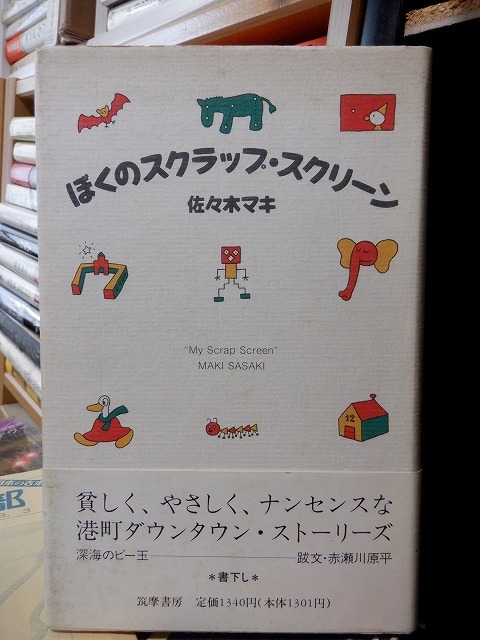 ぼくのスクラップ・スクリーン
佐々木マキ
"My Scrap Screen"
MAKI SASAKI
貧しく、やさしく、ナンセンスな
港町ダウンタウン・ストーリーズ
深海のビー玉――跋文・赤瀬川原平
*書下し*
筑摩書房 定価1340円(本体1301円)